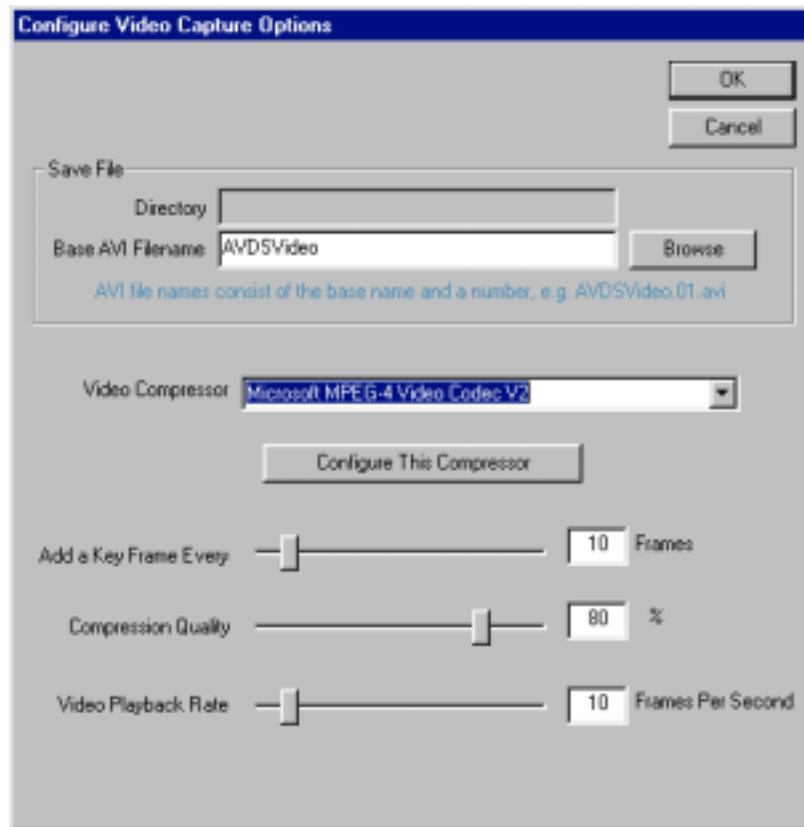 Configure Video Capture Options
OK
Cancel
Save File
Directory
Base AVI Filename AVDSVideo Browse
AVI file names consist of the base name and a number, e.g. AVDSVideo.01.avi
Video Compressor Microsoft MPEG-4 Video Codec V2
Configure This Compressor
Add a Key Frame Every 10 Frames
Compression Quality 80 %
Video Playback Rate 10 Frames Per Second